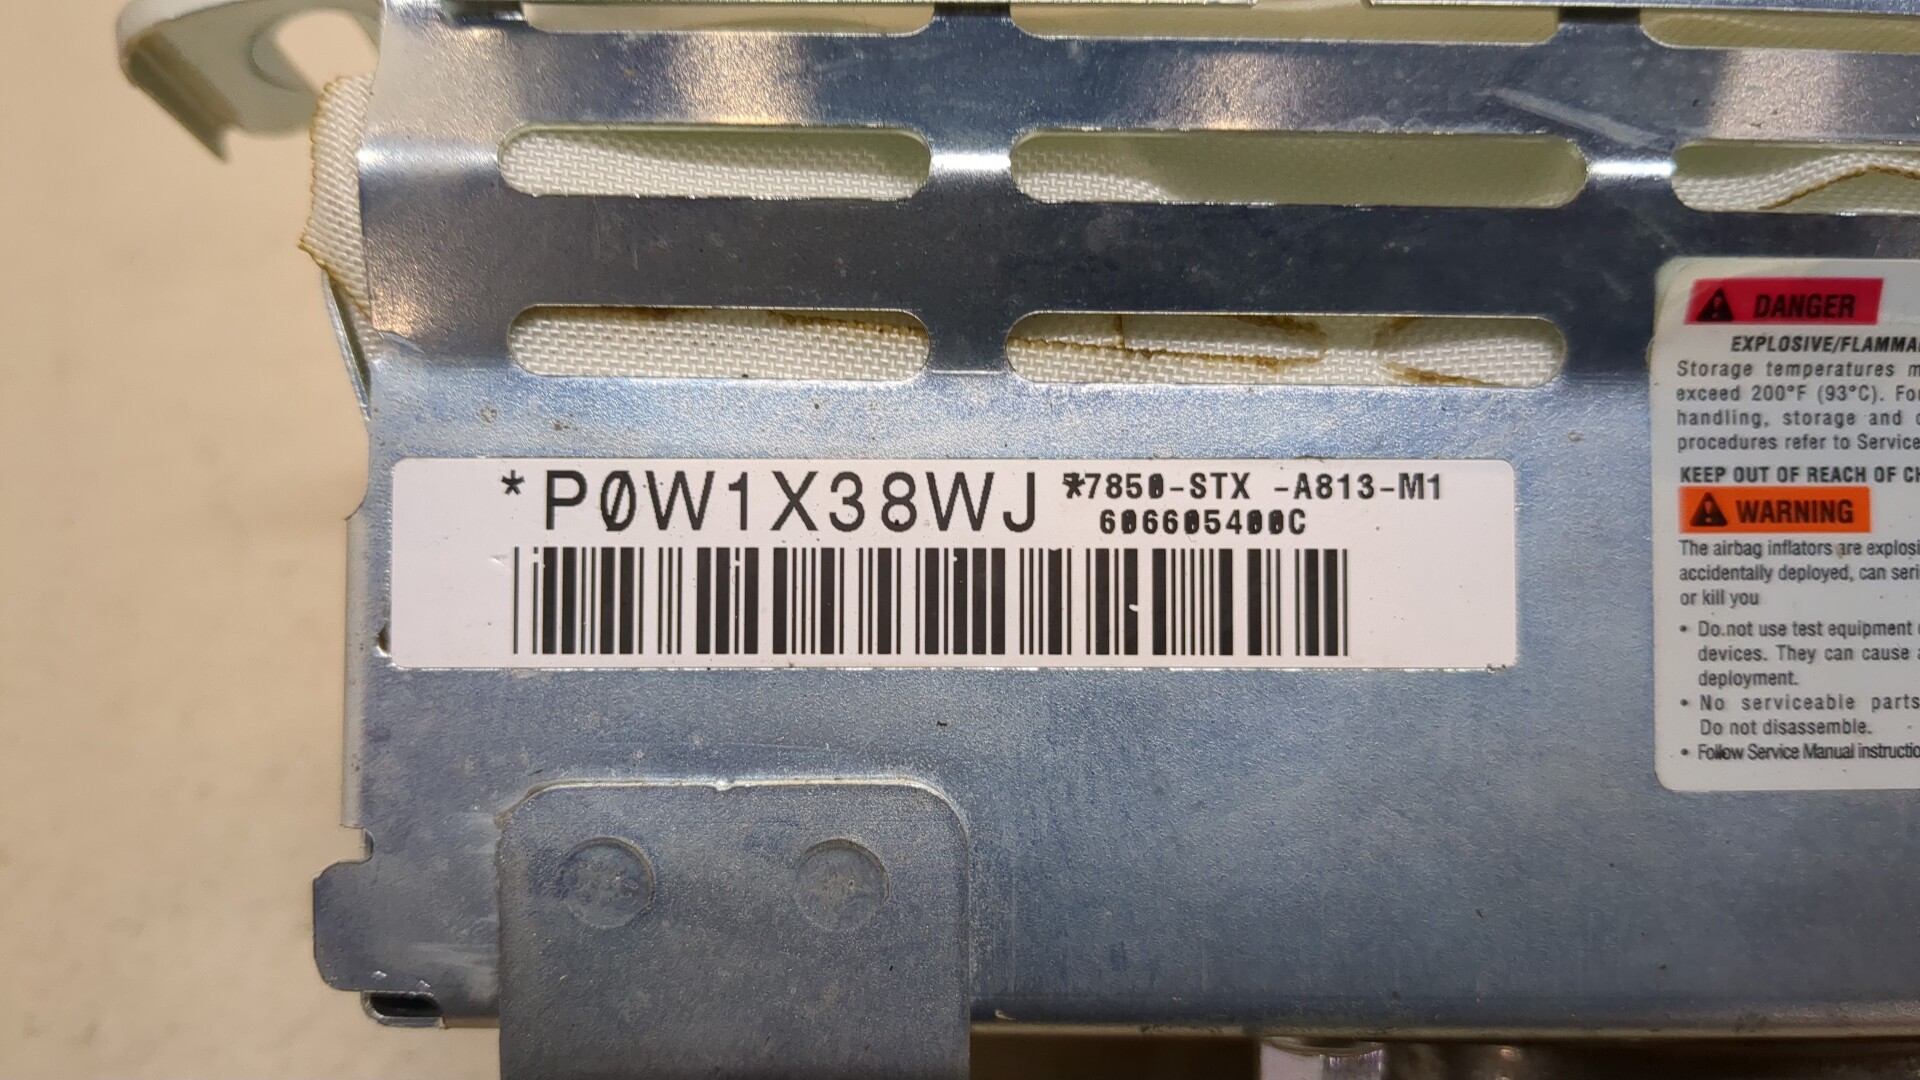 *P0W1X38WJ*
77850-STX -A813-M1
606605400C
DANGER
EXPLOSIVE/FLAMMA
Storage temperatures m
exceed 200°F (93°C). Fo
handling, storage and
procedures refer to Service
KEEP OUT OF REACH OF CH
WARNING
The airbag inflators are explosi
accidentally deployed, can seri
or kill you
• Do.not use test equipment
devices. They can cause a
deployment.
• No serviceable parts
Do not disassemble.
• Follow Service Manual instructio